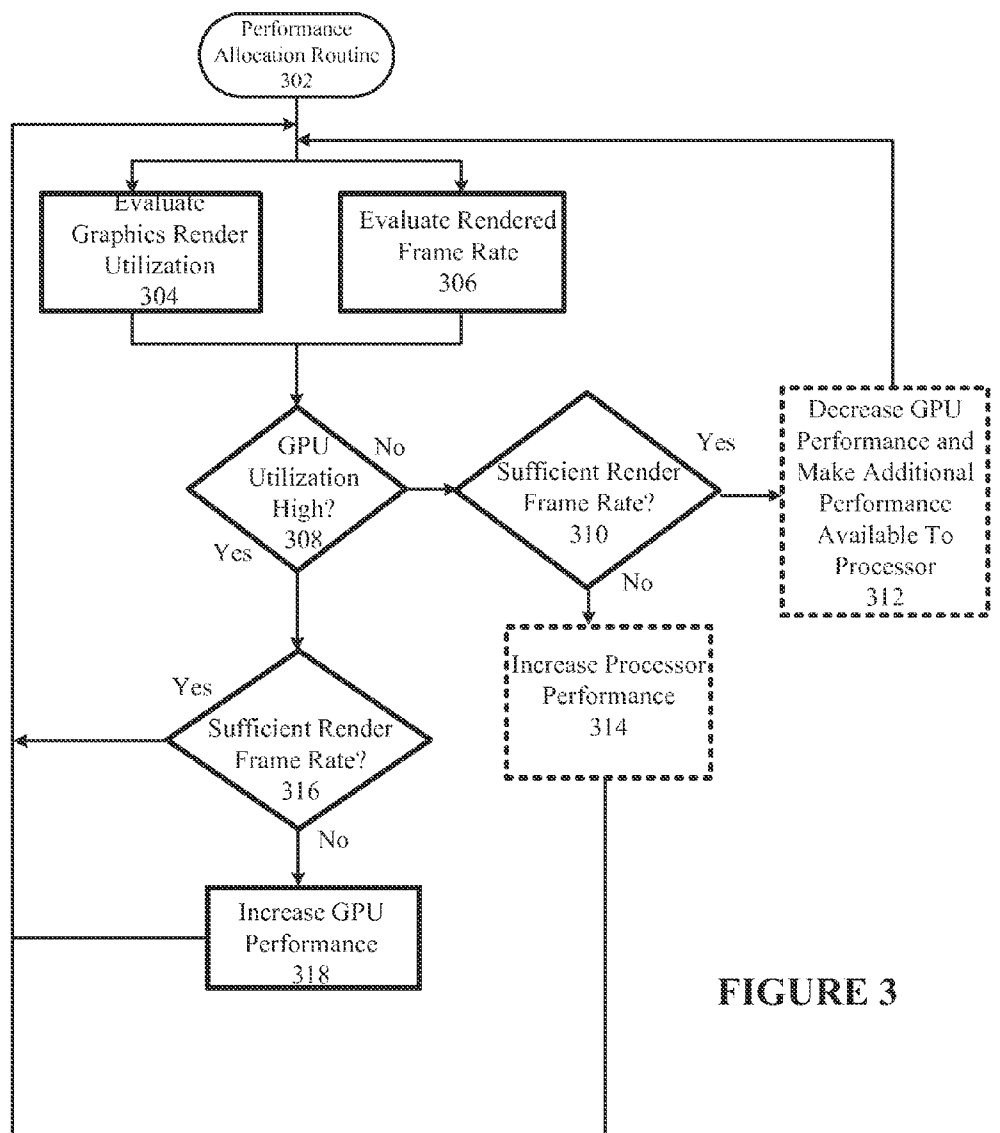 Performance
Allocation Routine
302
Evaluate
Graphics Render
Utilization
304
Evaluate Rendered
Frame Rate
306
GPU
Utilization
High?
308
No
Yes
Sufficient Render
Frame Rate?
310
Yes
No
Decrease GPU
Performance and
Make Additional
Performance
Available To
Processor
312
Increase Processor
Performance
314
Yes
Sufficient Render
Frame Rate?
316
No
Increase GPU
Performance
318
FIGURE 3